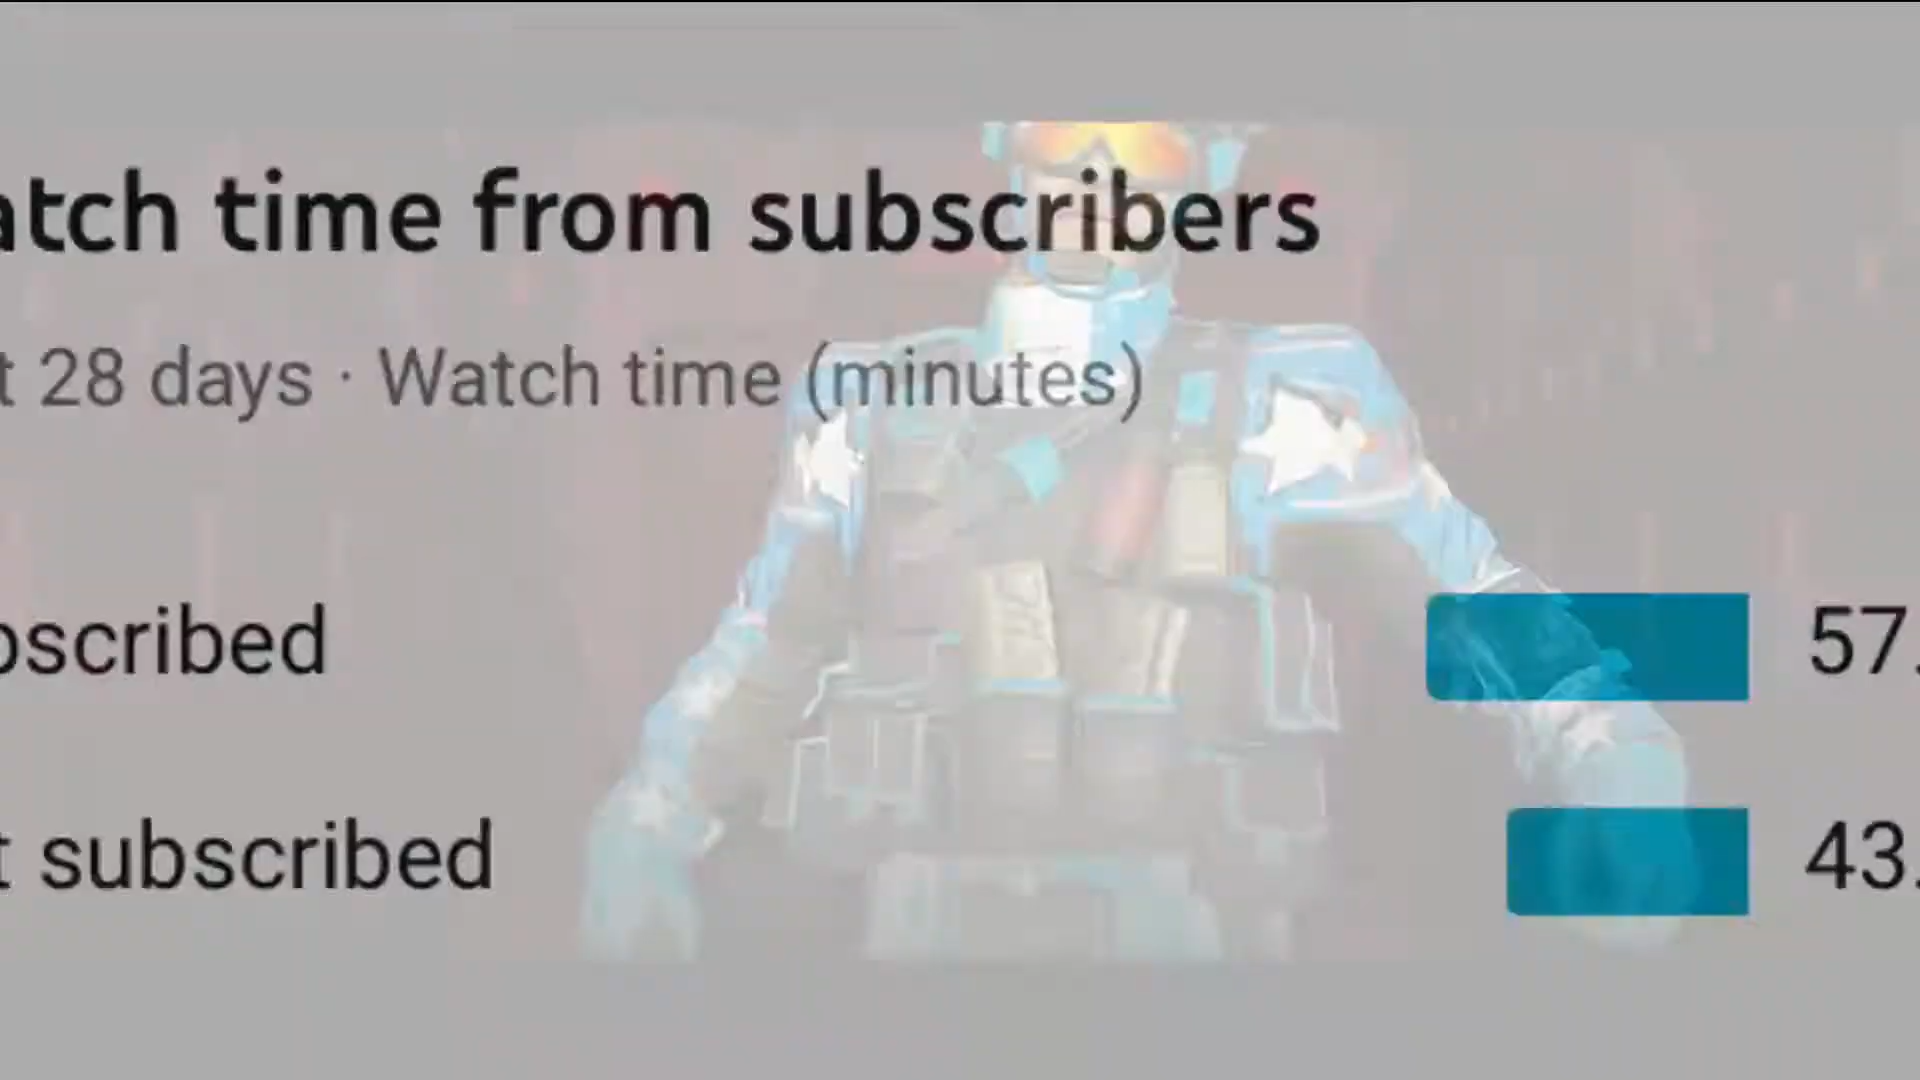 atch time from subscribers
t 28 days · Watch time (minutes)
bscribed 57.
t subscribed 43.